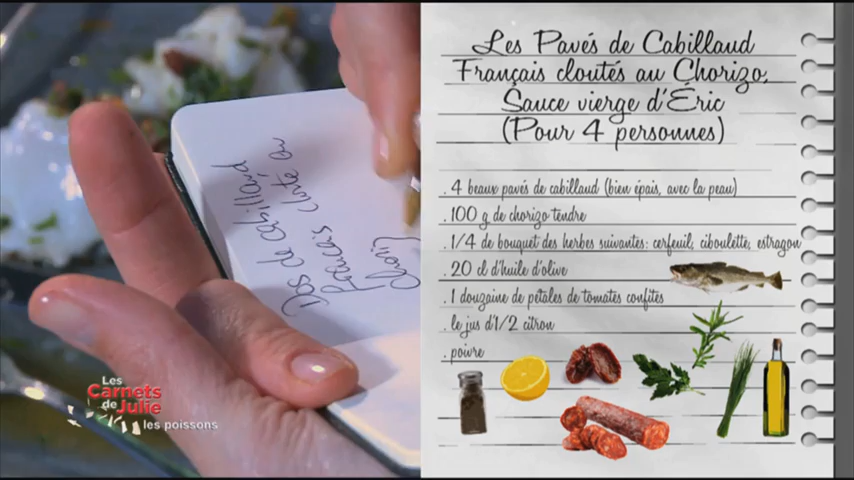 Les Pavés de Cabillaud
Français cloutés au Chorizo,
Sauce vierge d'Éric
(Pour 4 personnes)
. 4 beaux pavés de cabillaud (bien épais, avec la peau)
. 100 g de chorizo tendre
. 1/4 de bouquet des herbes suivantes: cerfeuil, ciboulette, estragon
. 20 cl d'huile d'olive
. 1 douzaine de pétales de tomates confites
. le jus d'1/2 citron
. poivre
Dos de cabillaud
Français clouté au
Les
Carnets
de
Julie
les poissons